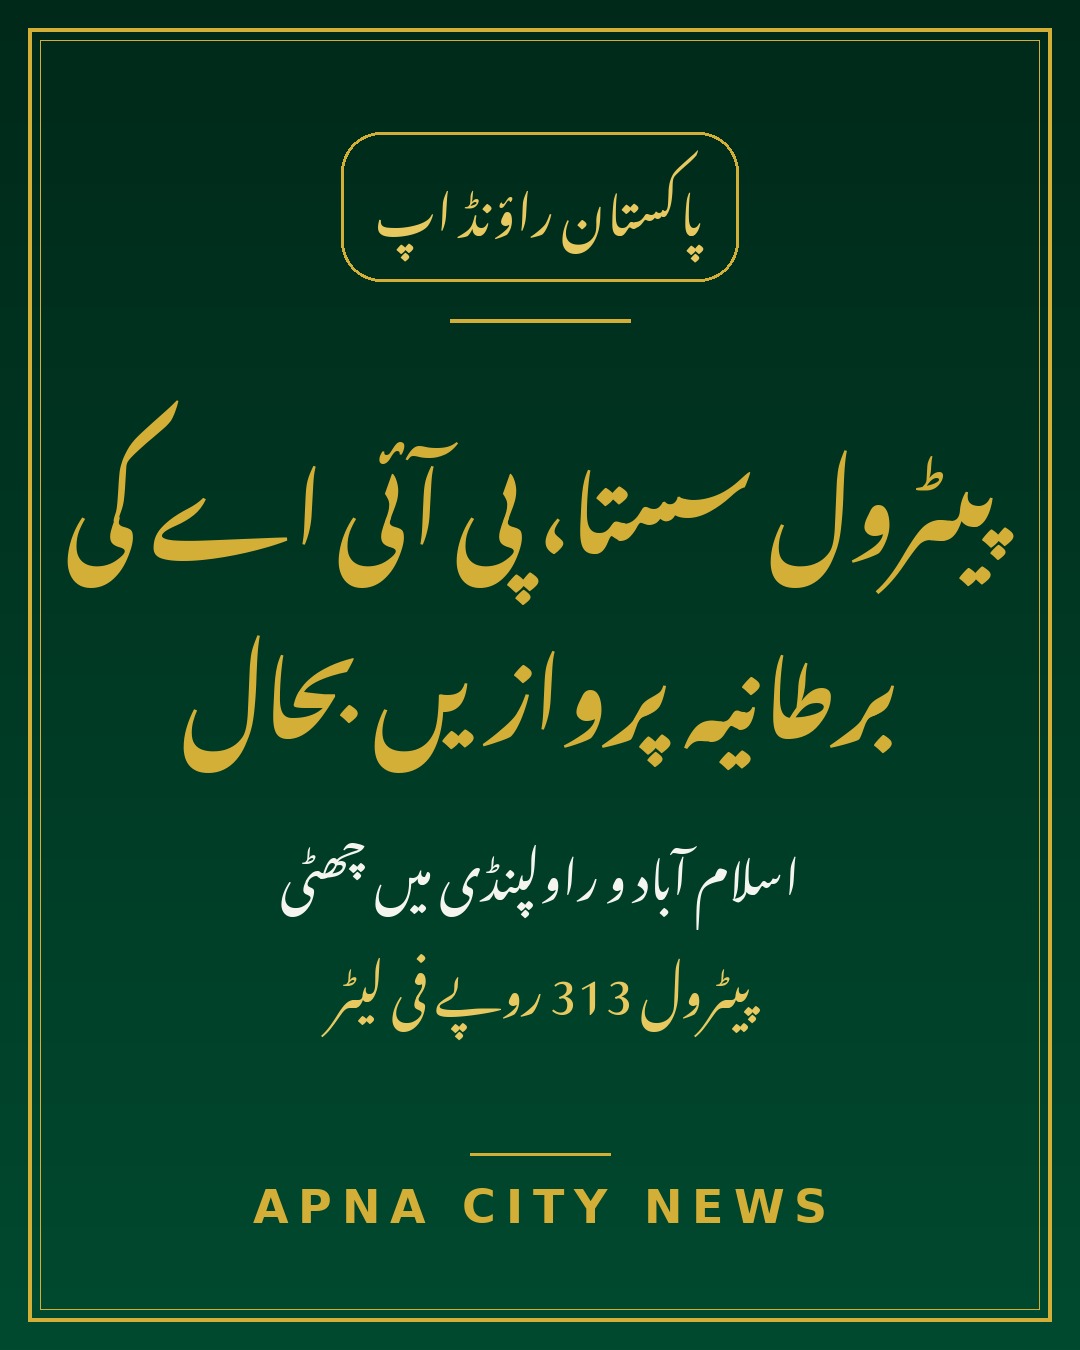 پاکستان راؤنڈ اپ
پیٹرول سستا، پی آئی اے کی
برطانیہ پروازیں بحال
اسلام آباد و راولپنڈی میں چھٹی
پیٹرول 313 روپے فی لیٹر
APNA CITY NEWS